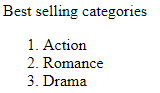 Best selling categories
1. Action
2. Romance
3. Drama